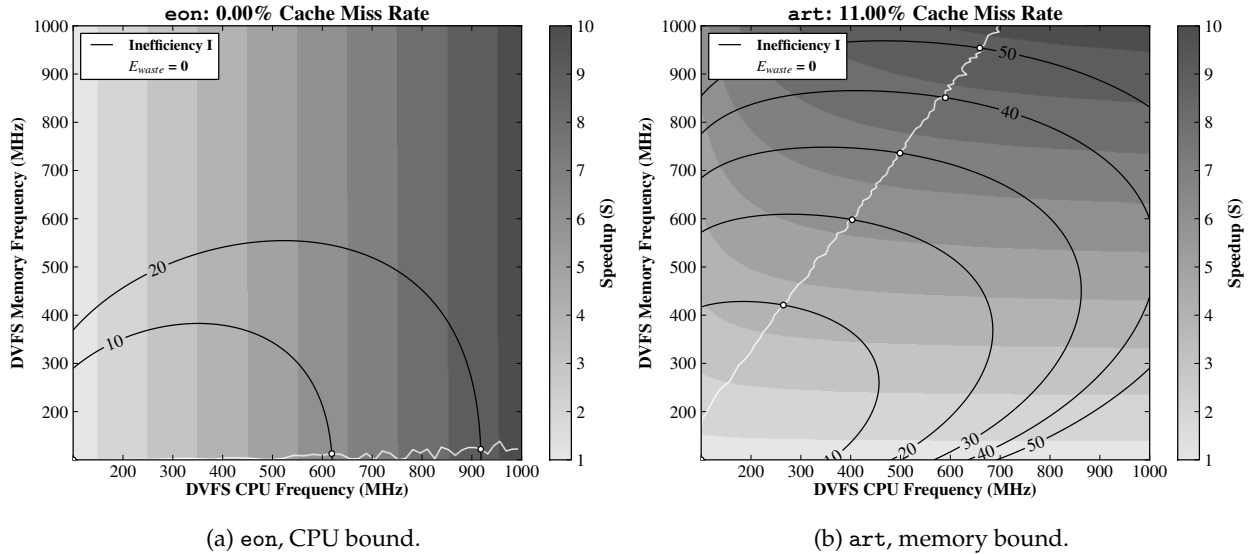 eon: 0.00% Cache Miss Rate
DVFS Memory Frequency (MHz)
1000
900
800
700
600
500
400
300
200
Inefficiency I
E_waste = 0
20
10
200 300 400 500 600 700 800 900 1000
DVFS CPU Frequency (MHz)
10
9
8
7
6
5
4
3
2
1
Speedup (S)
(a) eon, CPU bound.
art: 11.00% Cache Miss Rate
DVFS Memory Frequency (MHz)
1000
900
800
700
600
500
400
300
200
Inefficiency I
E_waste = 0
50
40
10
20
30
40
50
200 300 400 500 600 700 800 900 1000
DVFS CPU Frequency (MHz)
10
9
8
7
6
5
4
3
2
1
Speedup (S)
(b) art, memory bound.